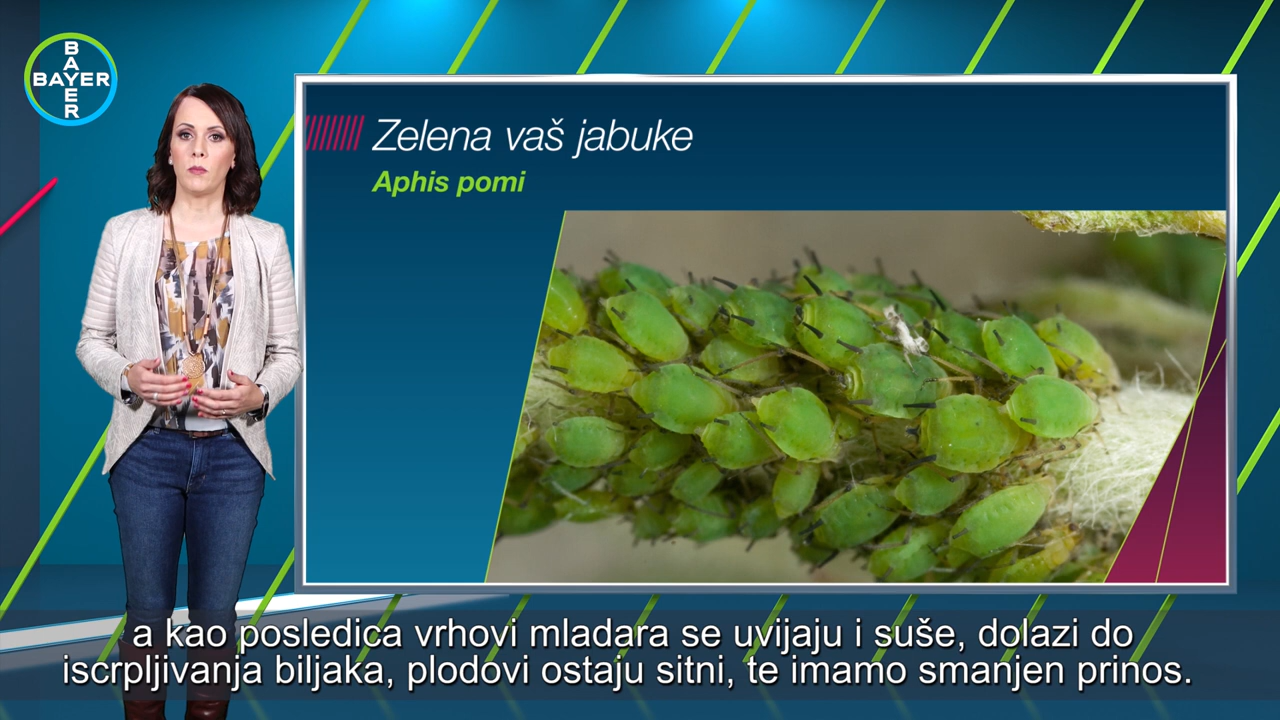 BAYER
BAYER
Zelena vaš jabuke
Aphis pomi
a kao posledica vrhovi mladara se uvijaju i suše, dolazi do
iscrpljivanja biljaka, plodovi ostaju sitni, te imamo smanjen prinos.